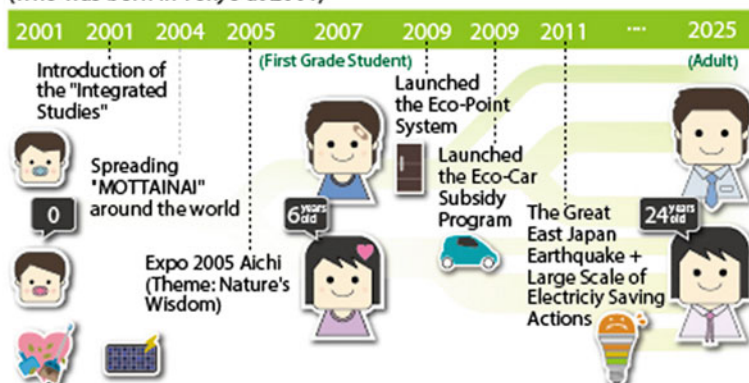 2001 2001 2004 2005 2007 2009 2009 2011 .... 2025
(First Grade Student)
(Adult)
Introduction of
the "Integrated
Studies"
Spreading
"MOTTAINAI"
around the world
Expo 2005 Aichi
(Theme: Nature's
Wisdom)
Launched
the Eco-Point
System
Launched
the Eco-Car
Subsidy
Program
The Great
East Japan
Earthquake +
Large Scale of
Electriciy Saving
Actions
0
6 years
old
24 years
old